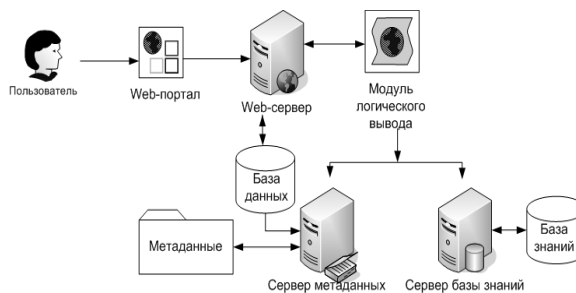 Пользователь
Web-портал
Web-сервер
Модуль
логического
вывода
База
данных
Метаданные
База
знаний
Сервер метаданных
Сервер базы знаний